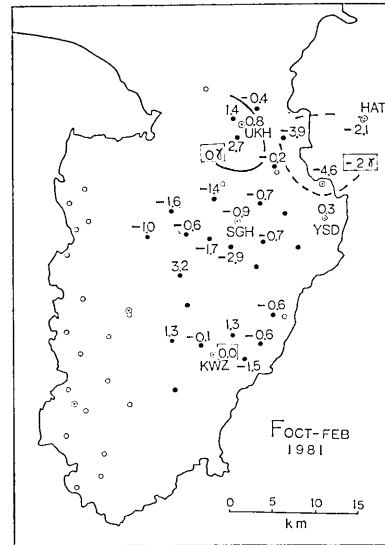 −0.4
1.4
0.8
UKH
HAT
−2.1
−3.9
2.7
0γ
−0.2
−2γ
−4.6
−1.4
−1.6
−0.7
−0.9
0.3
−1.0
−0.6
SGH
−0.7
YSD
−1.7
−2.9
3.2
−0.6
1.3
−0.1
1.3
−0.6
0.0
KWZ
−1.5
FOCT-FEB
1981
0 5 10 15
km